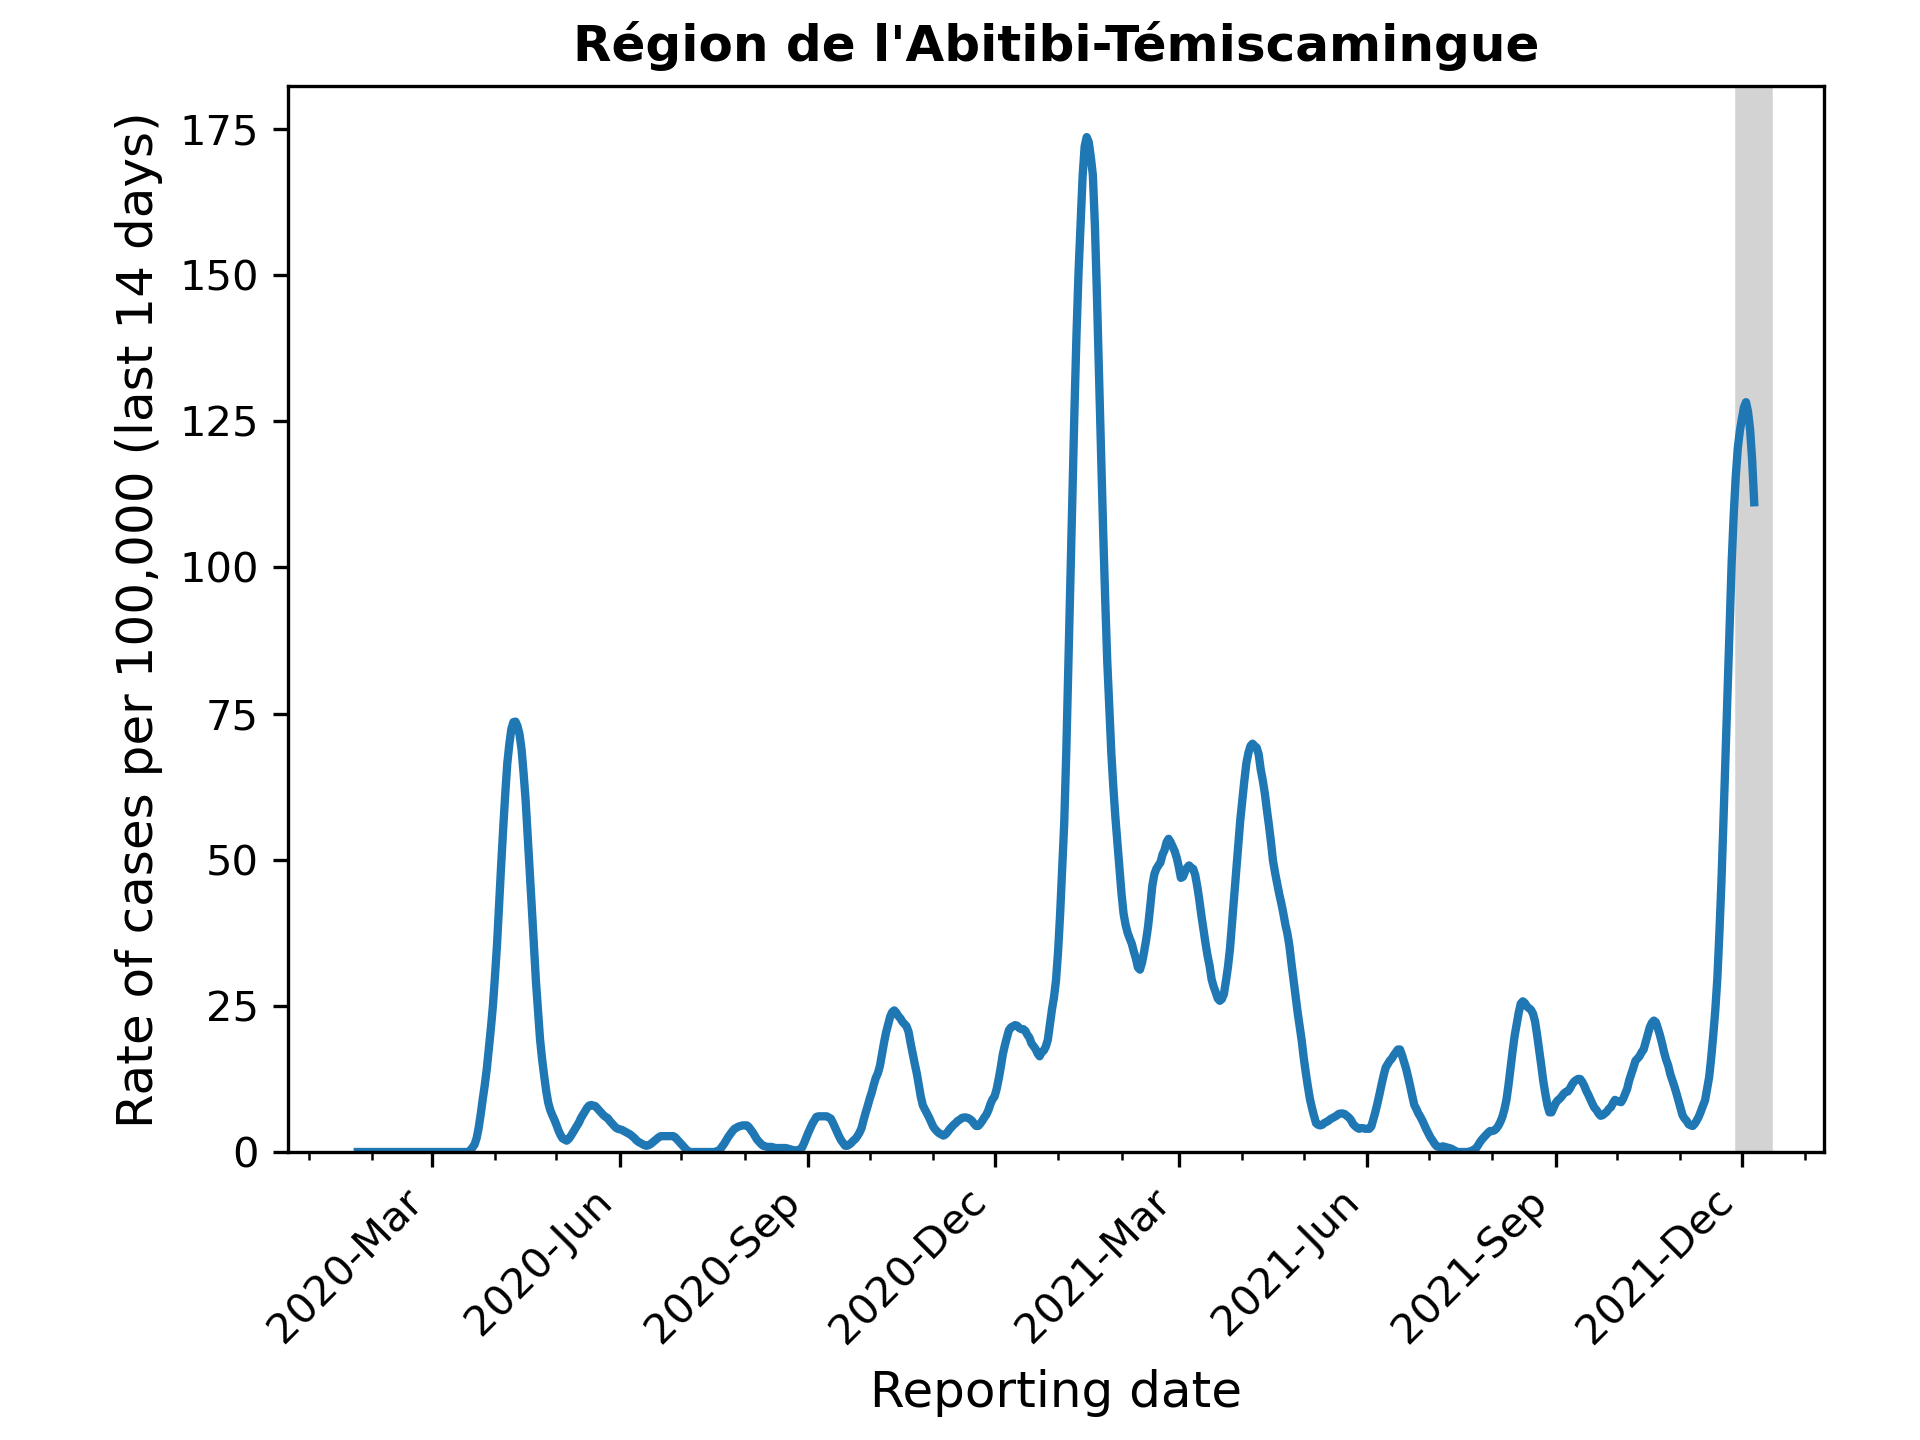 Région de l'Abitibi-Témiscamingue
Rate of cases per 100,000 (last 14 days)
175
150
125
100
75
50
25
0
2020-Mar
2020-Jun
2020-Sep
2020-Dec
2021-Mar
2021-Jun
2021-Sep
2021-Dec
Reporting date